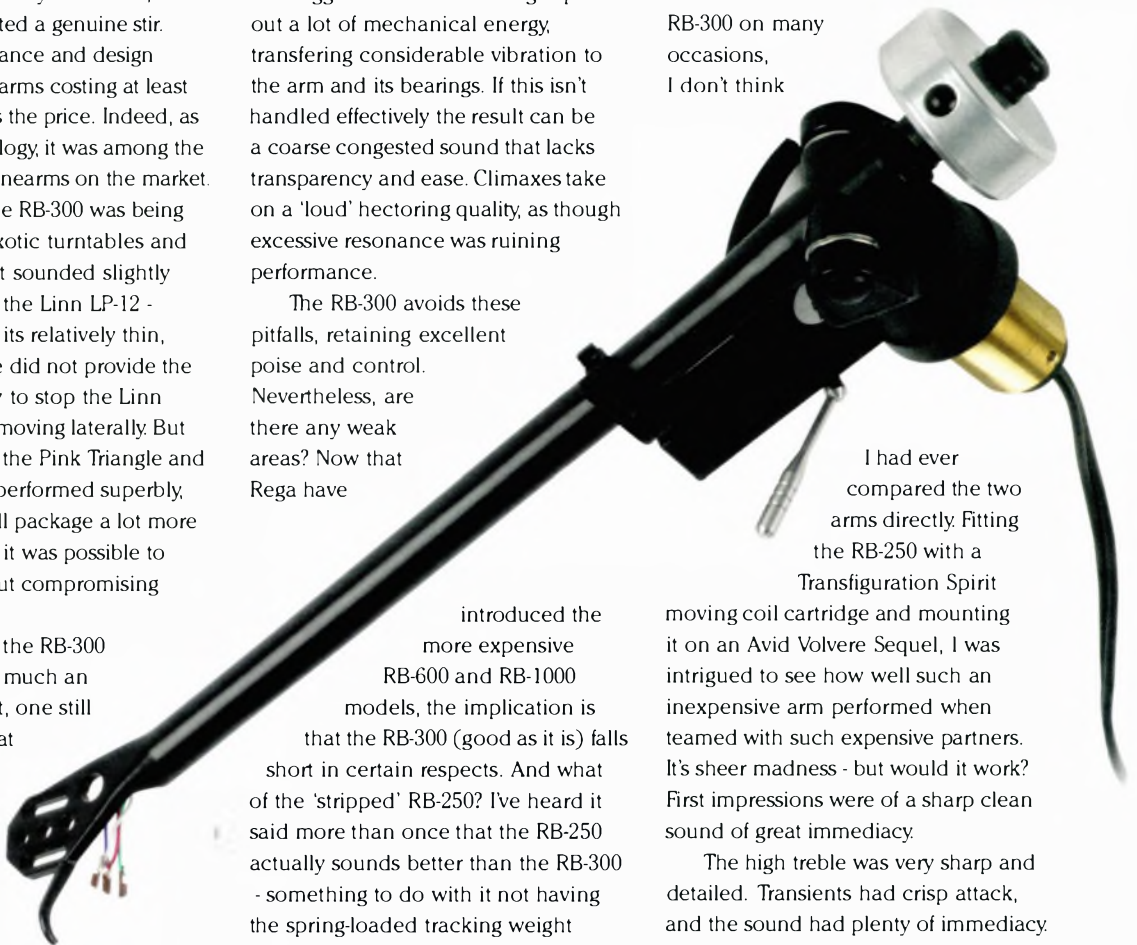 ted a genuine stir.
ance and design
arms costing at least
s the price. Indeed, as
logy, it was among the
nearms on the market.
e RB-300 was being
xotic turntables and
t sounded slightly
the Linn LP-12 -
its relatively thin,
e did not provide the
to stop the Linn
moving laterally. But
the Pink Triangle and
performed superbly,
ll package a lot more
it was possible to
ut compromising
the RB-300
much an
t, one still
at
out a lot of mechanical energy,
transfering considerable vibration to
the arm and its bearings. If this isn't
handled effectively the result can be
a coarse congested sound that lacks
transparency and ease. Climaxes take
on a 'loud' hectoring quality, as though
excessive resonance was ruining
performance.
The RB-300 avoids these
pitfalls, retaining excellent
poise and control.
Nevertheless, are
there any weak
areas? Now that
Rega have
introduced the
more expensive
RB-600 and RB-1000
models, the implication is
that the RB-300 (good as it is) falls
short in certain respects. And what
of the 'stripped' RB-250? I've heard it
said more than once that the RB-250
actually sounds better than the RB-300
- something to do with it not having
the spring-loaded tracking weight
RB-300 on many
occasions,
I don't think
I had ever
compared the two
arms directly. Fitting
the RB-250 with a
Transfiguration Spirit
moving coil cartridge and mounting
it on an Avid Volvere Sequel, I was
intrigued to see how well such an
inexpensive arm performed when
teamed with such expensive partners.
It's sheer madness - but would it work?
First impressions were of a sharp clean
sound of great immediacy.
The high treble was very sharp and
detailed. Transients had crisp attack,
and the sound had plenty of immediacy.